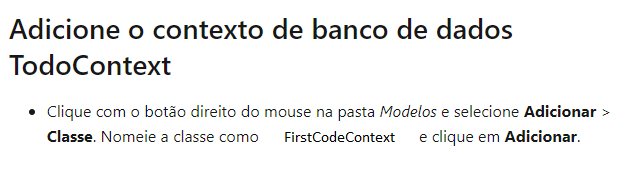 Adicione o contexto de banco de dados
TodoContext
• Clique com o botão direito do mouse na pasta Modelos e selecione Adicionar >
Classe. Nomeie a classe como FirstCodeContext e clique em Adicionar.